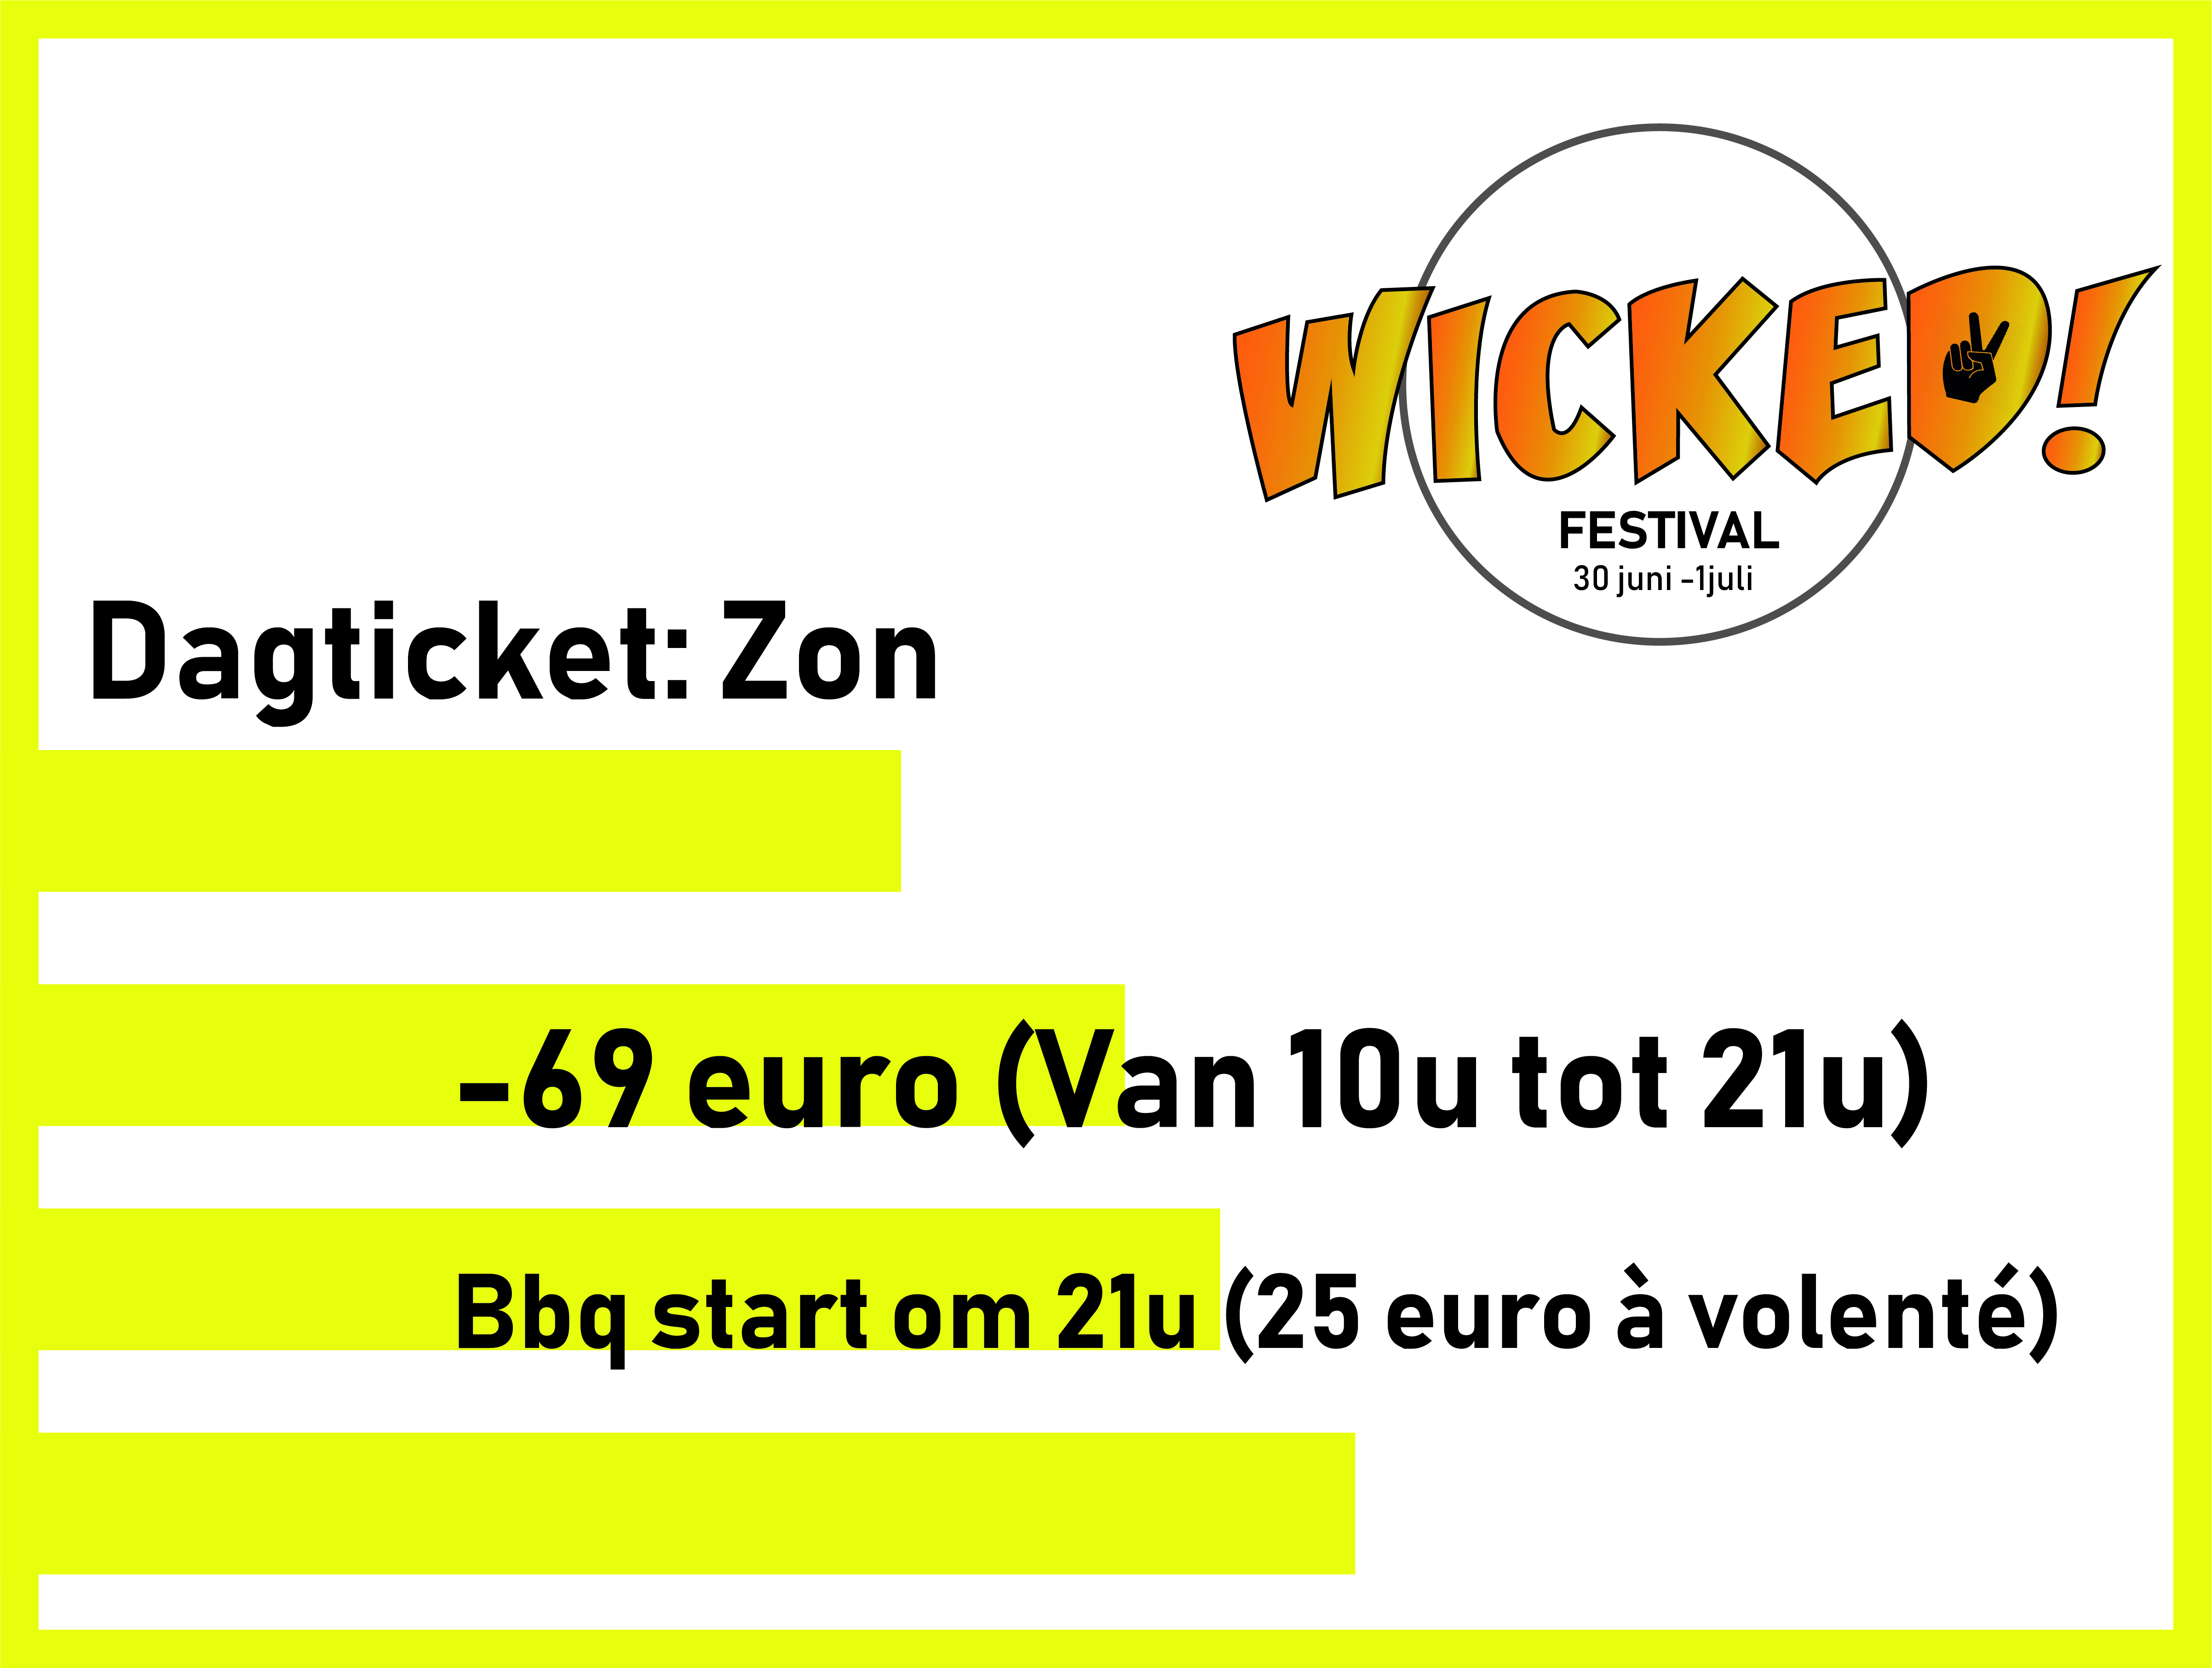 WICKED!
FESTIVAL
30 juni -1juli
Dagticket: Zon
-69 euro (Van 10u tot 21u)
Bbq start om 21u (25 euro à volenté)